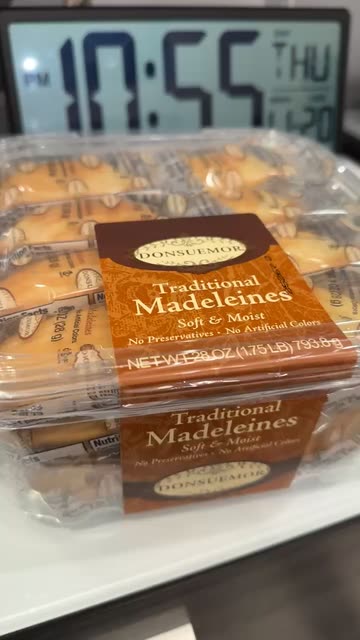 PM 10:55 THU
11-20
DONSUEMOR
Traditional
Madeleines
Soft & Moist
No Preservatives • No Artificial Colors
NET WT 28 OZ (1.75 LB) 793.8 g
Traditional
Madeleines
Soft & Moist
No Preservatives • No Artificial Colors
DONSUEMOR